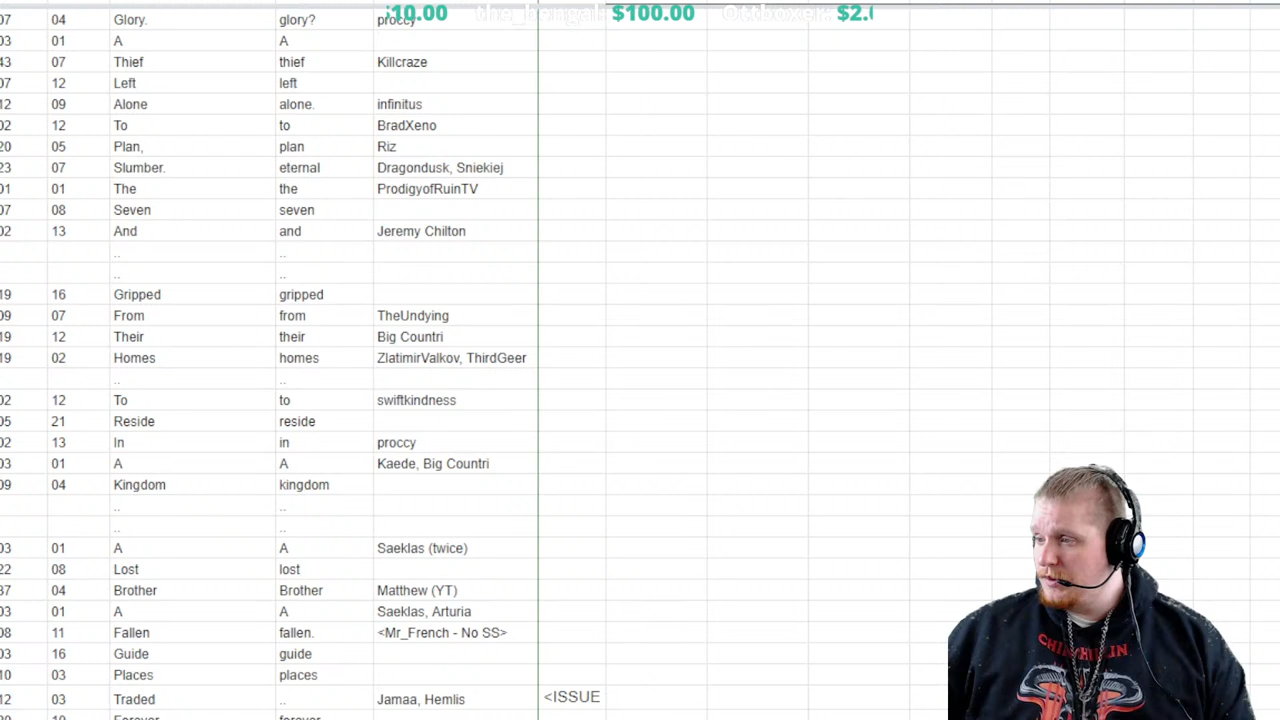 $10.00 the_bengal: $100.00 Ottboxer: $2.
07 04 Glory. glory? proccy
03 01 A A
43 07 Thief thief Killcraze
07 12 Left left
12 09 Alone alone. infinitus
02 12 To to BradXeno
20 05 Plan, plan Riz
23 07 Slumber. eternal Dragondusk, Sniekiej
01 01 The the ProdigyofRuinTV
07 08 Seven seven
02 13 And and Jeremy Chilton
.. ..
.. ..
19 16 Gripped gripped
09 07 From from TheUndying
19 12 Their their Big Countri
19 02 Homes homes ZlatimirValkov, ThirdGeer
.. ..
02 12 To to swiftkindness
05 21 Reside reside
02 13 In in proccy
03 01 A A Kaede, Big Countri
09 04 Kingdom kingdom
.. ..
.. ..
03 01 A A Saeklas (twice)
22 08 Lost lost
37 04 Brother Brother Matthew (YT)
03 01 A A Saeklas, Arturia
08 11 Fallen fallen. <Mr_French - No SS>
03 16 Guide guide
10 03 Places places
12 03 Traded .. Jamaa, Hemlis <ISSUE
20 19 Forever forever